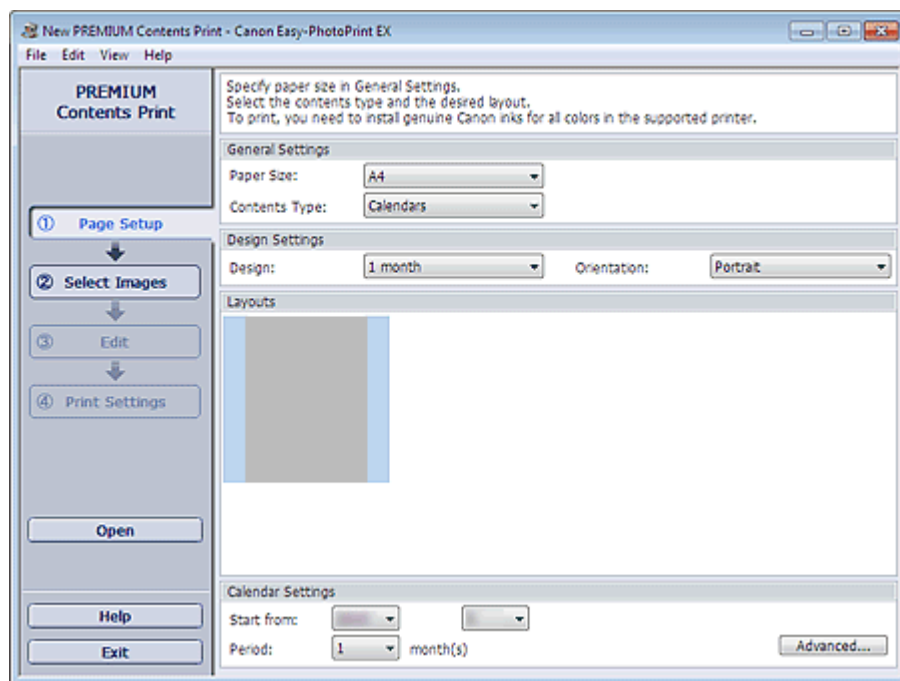 New PREMIUM Contents Print - Canon Easy-PhotoPrint EX
File Edit View Help
PREMIUM
Contents Print
① Page Setup
② Select Images
③ Edit
④ Print Settings
Open
Help
Exit
Specify paper size in General Settings.
Select the contents type and the desired layout.
To print, you need to install genuine Canon inks for all colors in the supported printer.
General Settings
Paper Size: A4
Contents Type: Calendars
Design Settings
Design: 1 month Orientation: Portrait
Layouts
Calendar Settings
Start from:
Period: 1 month(s) Advanced...